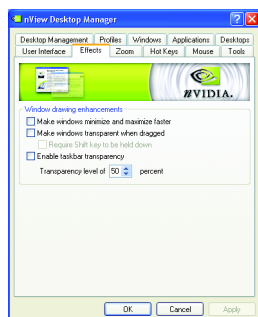 nView Desktop Manager
Desktop Management Profiles Windows Applications Desktops
User Interface Effects Zoom Hot Keys Mouse Tools
nVIDIA.
Window drawing enhancements
Make windows minimize and maximize faster
Make windows transparent when dragged
Require Shift key to be held down
Enable taskbar transparency
Transparency level of 50 percent
OK Cancel Apply